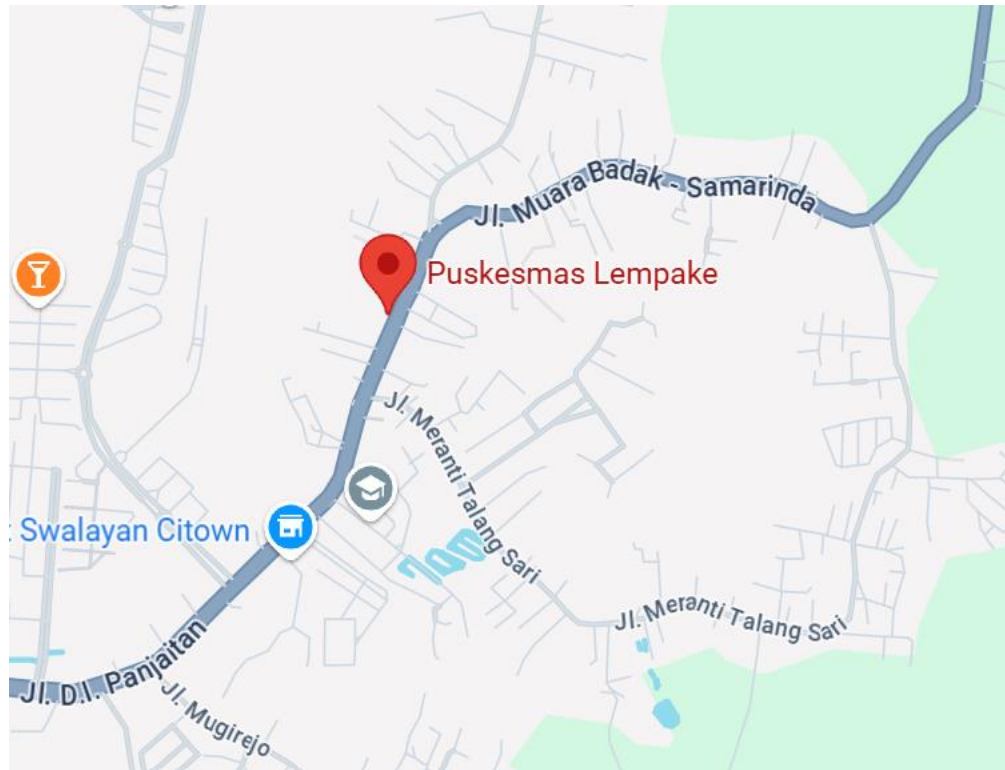 Jl. Muara Badak - Samarinda
Puskesmas Lempake
Jl. Meranti Talang Sari
Swalayan Citown
Jl. Meranti Talang Sari
Jl. D.I. Panjaitan
Jl. Mugirejo